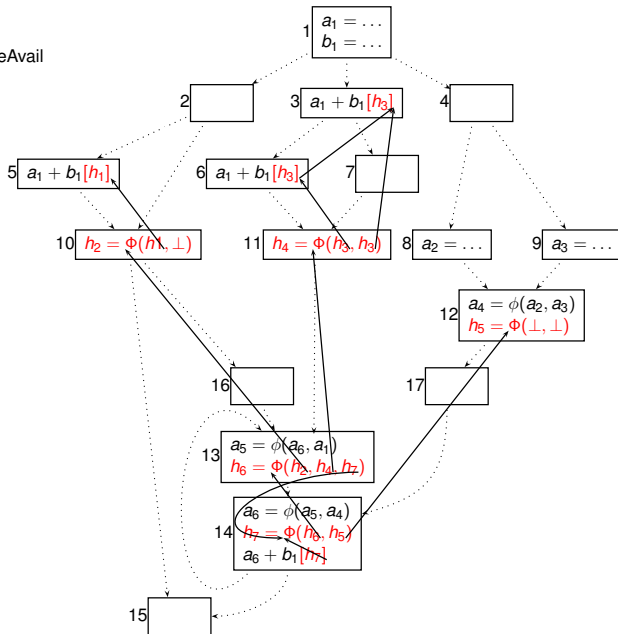 1
a₁ = ...
b₁ = ...
eAvail
2
3 a₁ + b₁[h₃]
4
5 a₁ + b₁[h₁]
6 a₁ + b₁[h₃]
7
10 h₂ = Φ(h1, ⊥)
11 h₄ = Φ(h₃, h₃)
8 a₂ = ...
9 a₃ = ...
12
a₄ = ϕ(a₂, a₃)
h₅ = Φ(⊥, ⊥)
16
17
13
a₅ = ϕ(a₆, a₁)
h₆ = Φ(h₂, h₄, h₇)
14
a₆ = ϕ(a₅, a₄)
h₇ = Φ(h₆, h₅)
a₆ + b₁[h₇]
15